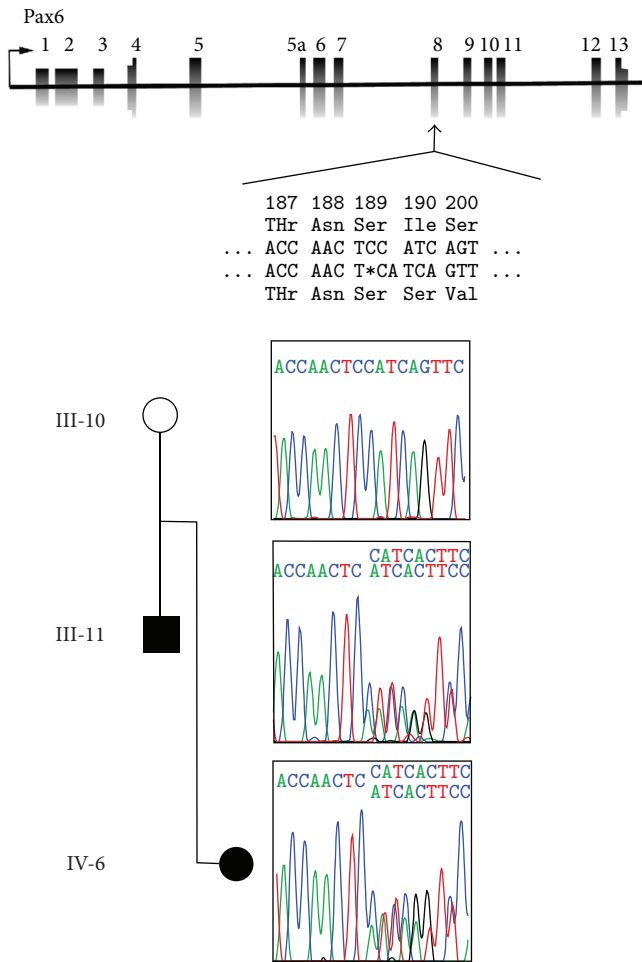 Pax6
1 2 3 4 5 5a 6 7 8 9 10 11 12 13
187 188 189 190 200
THr Asn Ser Ile Ser
... ACC AAC TCC ATC AGT ...
... ACC AAC T*CA TCA GTT ...
THr Asn Ser Ser Val
III-10
ACCAACTCCATCAGTTC
III-11
CATCACTTC
ACCAACTC ATCACTTCC
IV-6
CATCACTTC
ACCAACTC
ATCACTTCC